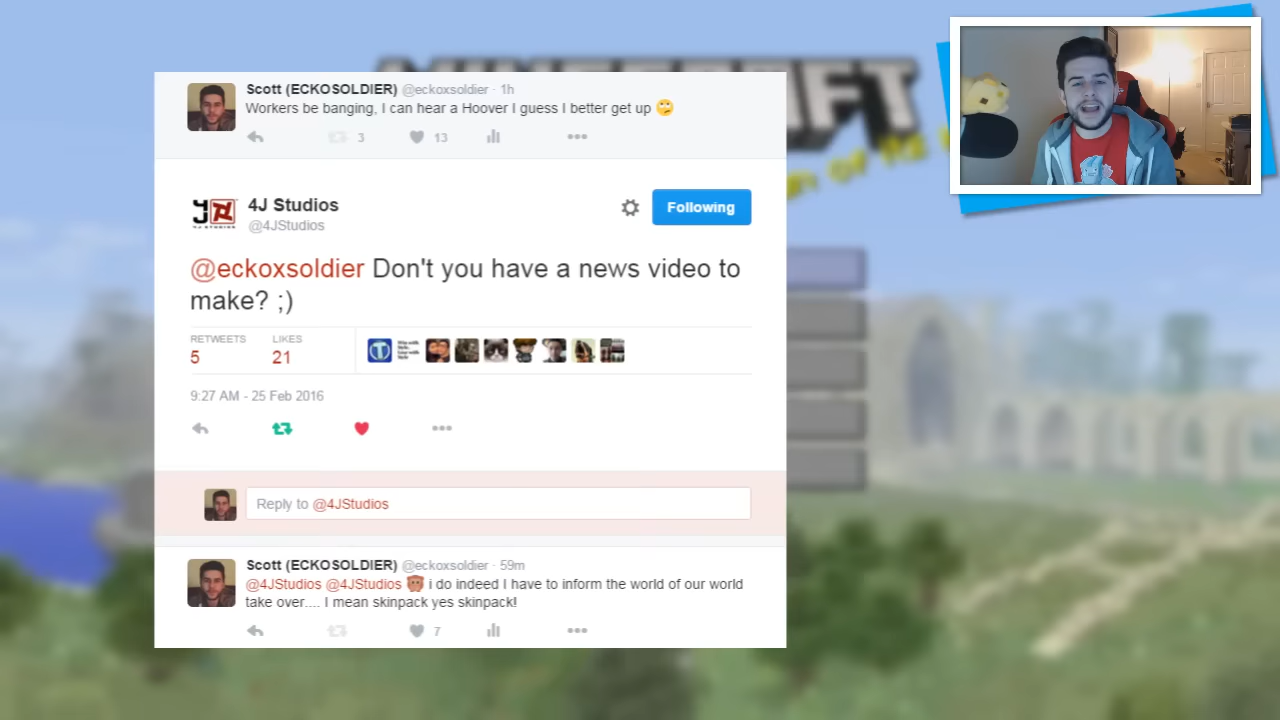 Scott (ECKOSOLDIER) @eckoxsoldier · 1h
Workers be banging, I can hear a Hoover I guess I better get up 🙄
3 13
4J Studios
@4JStudios
Following
@eckoxsoldier Don't you have a news video to
make? ;)
RETWEETS LIKES
5 21
9:27 AM - 25 Feb 2016
Reply to @4JStudios
Scott (ECKOSOLDIER) @eckoxsoldier · 59m
@4JStudios @4JStudios 🙊 i do indeed I have to inform the world of our world
take over.... I mean skinpack yes skinpack!
7